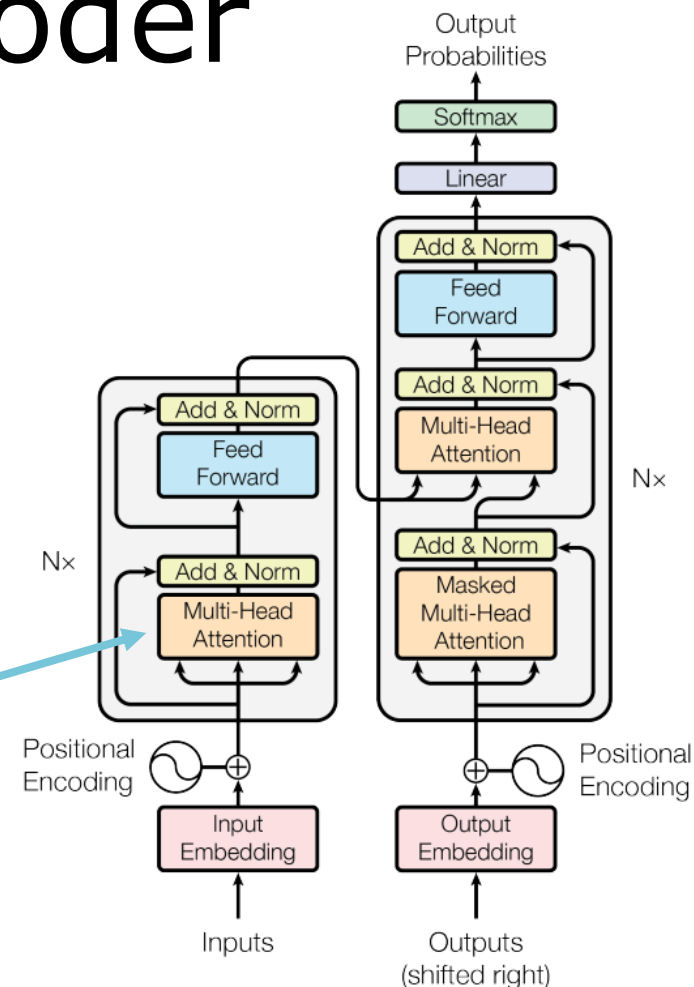 Output
Probabilities
Softmax
Linear
Add & Norm
Feed
Forward
Add & Norm
Multi-Head
Attention
Add & Norm
Masked
Multi-Head
Attention
Nx
Add & Norm
Feed
Forward
Add & Norm
Multi-Head
Attention
Nx
Positional
Encoding
Positional
Encoding
Input
Embedding
Output
Embedding
Inputs
Outputs
(shifted right)